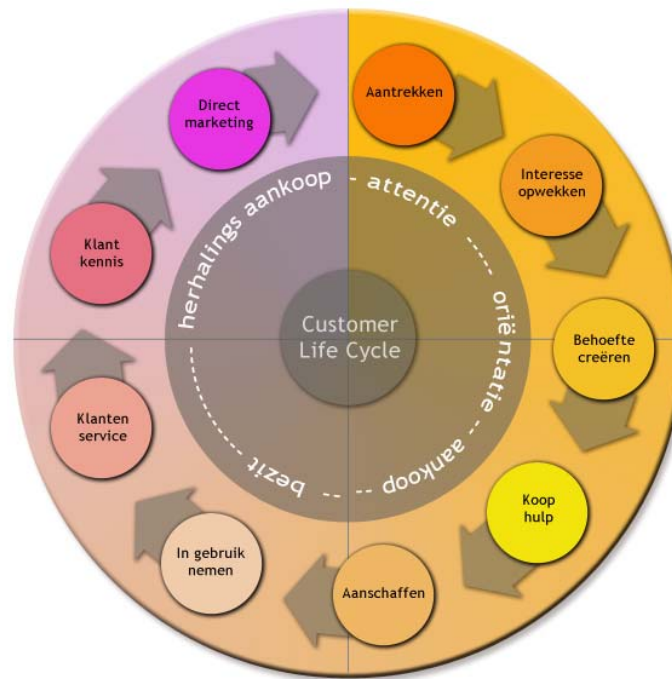 Direct
marketing
Aantrekken
Interesse
opwekken
Behoefte
creëren
Koop
hulp
Aanschaffen
In gebruik
nemen
Klanten
service
Klant
kennis
herhalings aankoop - attentie ----- oriëntatie -- aankoop -- -- bezit -----------
Customer
Life Cycle